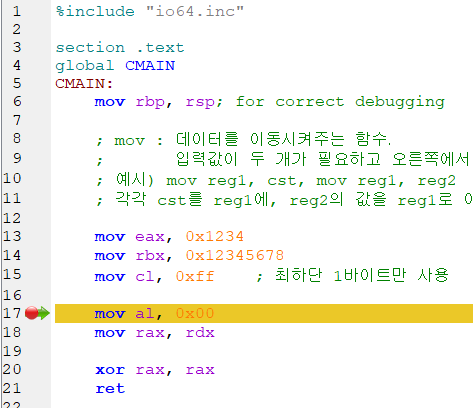 1 %include "io64.inc"
2
3 section .text
4 global CMAIN
5 CMAIN:
6 mov rbp, rsp; for correct debugging
7
8 ; mov : 데이터를 이동시켜주는 함수.
9 ; 입력값이 두 개가 필요하고 오른쪽에서
10 ; 예시) mov reg1, cst, mov reg1, reg2
11 ; 각각 cst를 reg1에, reg2의 값을 reg1로 이
12
13 mov eax, 0x1234
14 mov rbx, 0x12345678
15 mov cl, 0xff ; 최하단 1바이트만 사용
16
17 mov al, 0x00
18 mov rax, rdx
19
20 xor rax, rax
21 ret
22